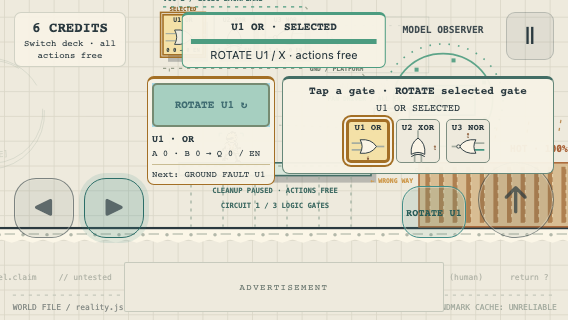 SELECTED
U1
U1 OR · SELECTED
ROTATE U1 / X · actions free
6 CREDITS
Switch deck · all
actions free
MODEL OBSERVER
GND / PLATFORM
ROTATE U1 ↻
U1 · OR
A 0 · B 0 → Q 0 / EN
Next: GROUND FAULT U1
Tap a gate · ROTATE selected gate
U1 OR SELECTED
U1 OR
U2 XOR
U3 NOR
WRONG WAY
CLEANUP PAUSED · ACTIONS FREE
CIRCUIT 1 / 3 LOGIC GATES
ROTATE U1
// untested
(human)
return ?
ADVERTISEMENT
WORLD FILE / reality.js
CACHE: UNRELIABLE